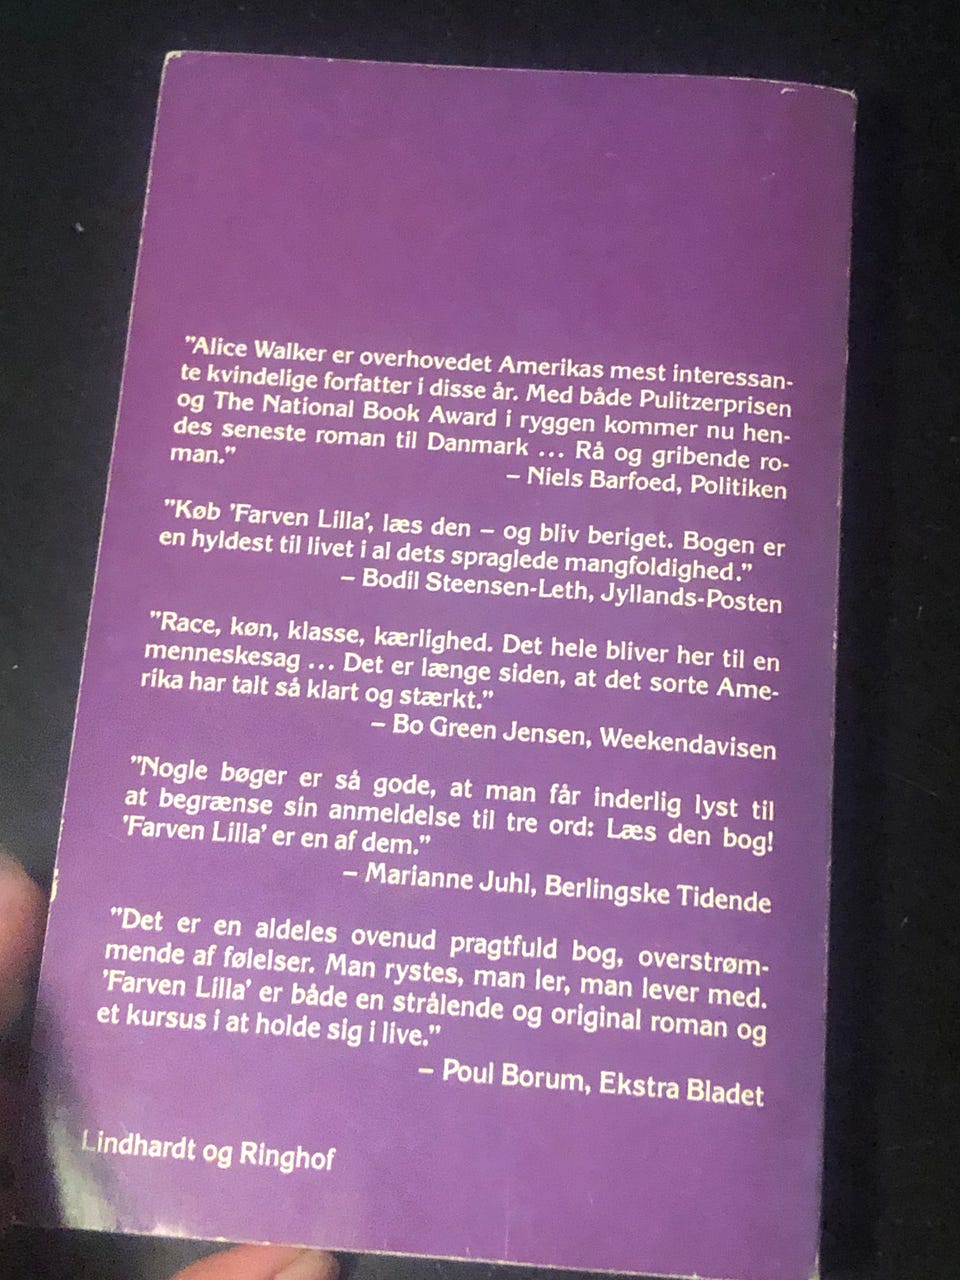 ”Alice Walker er overhovedet Amerikas mest interessan-
te kvindelige forfatter i disse år. Med både Pulitzerprisen
og The National Book Award i ryggen kommer nu hen-
des seneste roman til Danmark ... Rå og gribende ro-
man.”
– Niels Barfoed, Politiken
”Køb ’Farven Lilla’, læs den – og bliv beriget. Bogen er
en hyldest til livet i al dets spraglede mangfoldighed.”
– Bodil Steensen-Leth, Jyllands-Posten
”Race, køn, klasse, kærlighed. Det hele bliver her til en
menneskesag ... Det er længe siden, at det sorte Ame-
rika har talt så klart og stærkt.”
– Bo Green Jensen, Weekendavisen
”Nogle bøger er så gode, at man får inderlig lyst til
at begrænse sin anmeldelse til tre ord: Læs den bog!
’Farven Lilla’ er en af dem.”
– Marianne Juhl, Berlingske Tidende
”Det er en aldeles ovenud pragtfuld bog, overstrøm-
mende af følelser. Man rystes, man ler, man lever med.
’Farven Lilla’ er både en strålende og original roman og
et kursus i at holde sig i live.”
– Poul Borum, Ekstra Bladet
Lindhardt og Ringhof